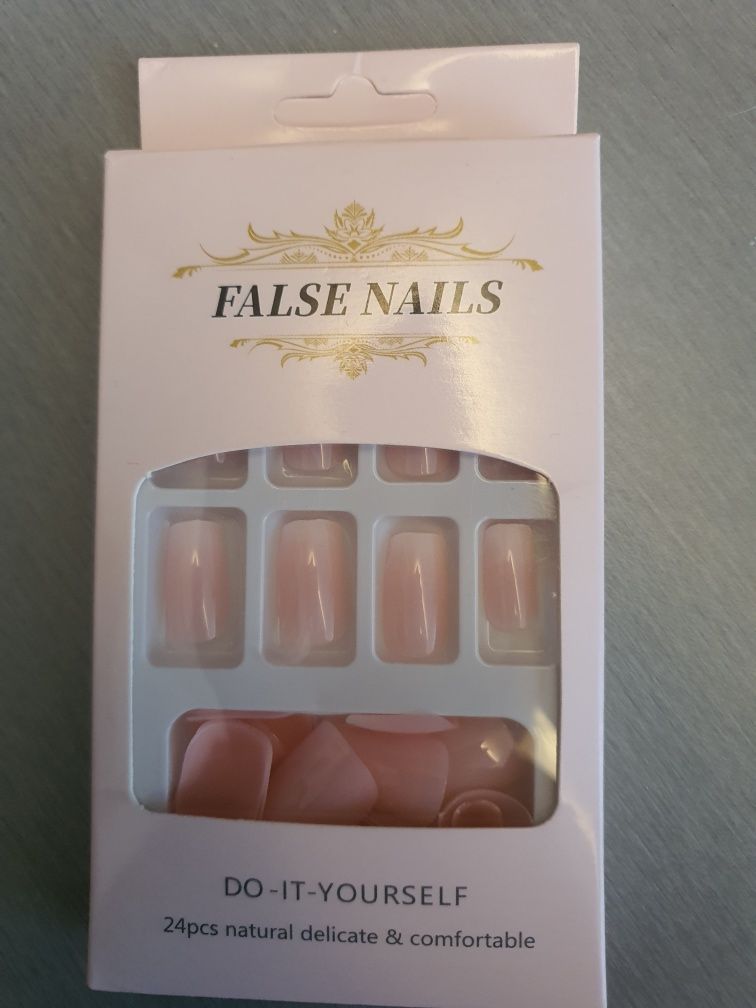 FALSE NAILS
DO-IT-YOURSELF
24pcs natural delicate & comfortable